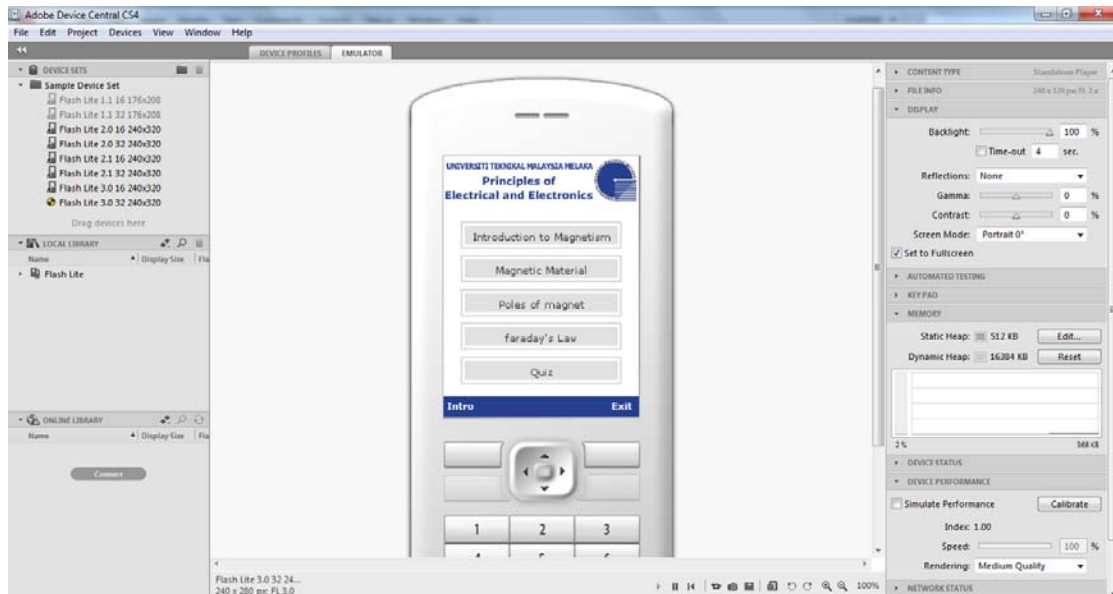 Adobe Device Central CS4
File Edit Project Devices View Window Help
DEVICE PROFILES EMULATOR
DEVICE SETS
Sample Device Set
Flash Lite 1.1 16 176x208
Flash Lite 1.1 32 176x208
Flash Lite 2.0 16 240x320
Flash Lite 2.0 32 240x320
Flash Lite 2.1 16 240x320
Flash Lite 2.1 32 240x320
Flash Lite 3.0 16 240x320
Flash Lite 3.0 32 240x320
Drag devices here
LOCAL LIBRARY
Name Display Size Fla
Flash Lite
ONLINE LIBRARY
Name Display Size Fla
Connect
UNIVERSITI TEKNIKAL MALAYSIA MELAKA
Principles of
Electrical and Electronics
Introduction to Magnetism
Magnetic Material
Poles of magnet
faraday's Law
Quiz
Intro Exit
1 2 3
Flash Lite 3.0 32 24...
240 x 280 px; FL 3.0
100%
CONTENT TYPE Standalone Player
FILE INFO
DISPLAY
Backlight: 100 %
Time-out 4 sec.
Reflections: None
Gamma: 0 %
Contrast: 0 %
Screen Mode: Portrait 0°
Set to Fullscreen
AUTOMATED TESTING
KEY PAD
MEMORY
Static Heap: 512 KB Edit...
Dynamic Heap: 16384 KB Reset
2 % 368 KB
DEVICE STATUS
DEVICE PERFORMANCE
Simulate Performance Calibrate
Index: 1.00
Speed: 100 %
Rendering: Medium Quality
NETWORK STATUS